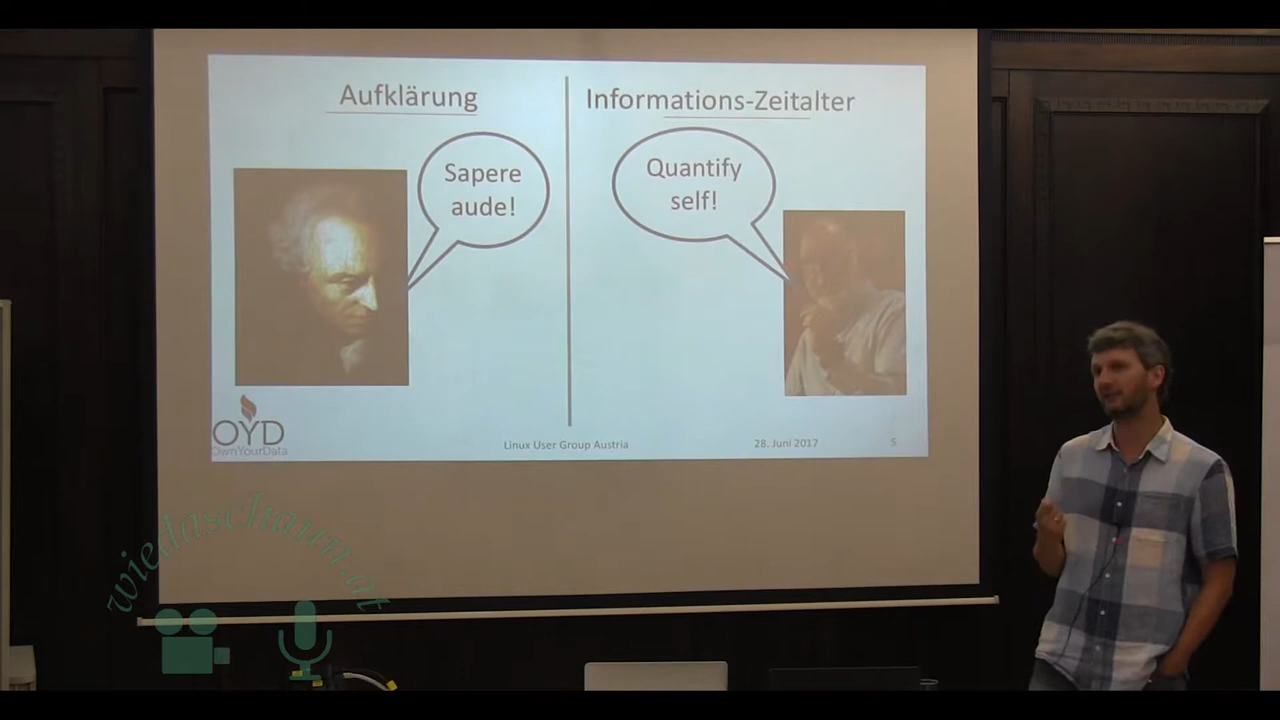 Aufklärung
Sapere
aude!
Informations-Zeitalter
Quantify
self!
OYD
OwnYourData
Linux User Group Austria
28. Juni 2017
5
wiedaschaun.at